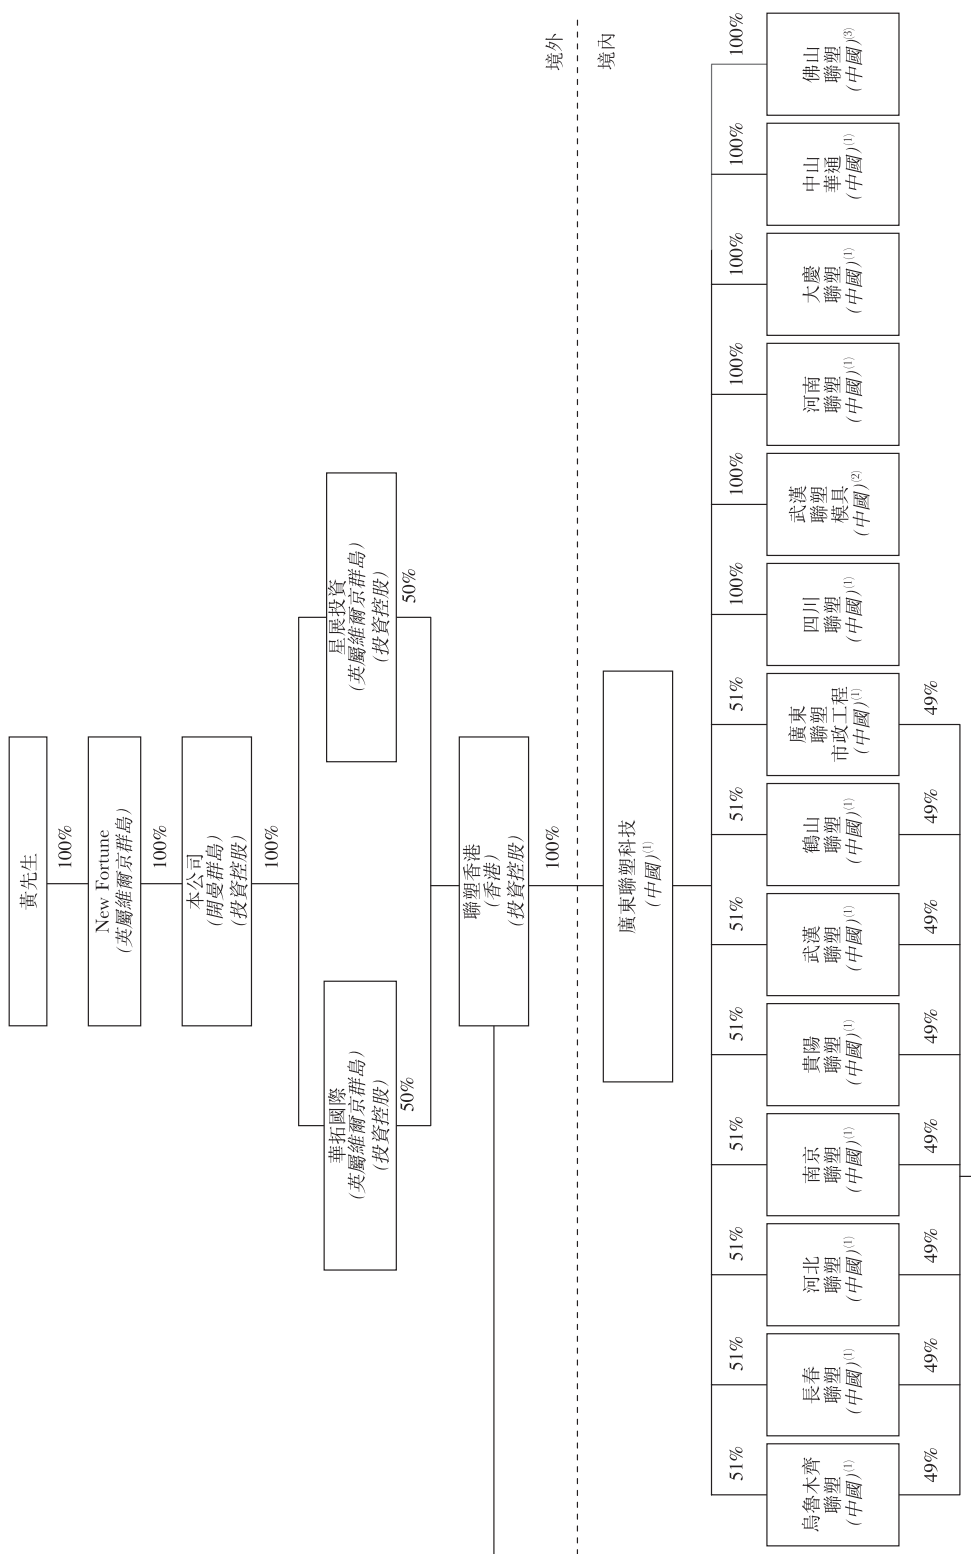 黃先生
100%
New Fortune
(英屬維爾京群島)
100%
本公司
(開曼群島)
(投資控股)
100%
華拓國際
(英屬維爾京群島)
(投資控股)
50%
星展投資
(英屬維爾京群島)
(投資控股)
50%
聯塑香港
(香港)
(投資控股)
100%
境外
境內
廣東聯塑科技
(中國)(1)
51%
51%
51%
51%
51%
51%
51%
51%
100%
100%
100%
100%
100%
100%
烏魯木齊
聯塑
(中國)(1)
長春
聯塑
(中國)(1)
河北
聯塑
(中國)(1)
南京
聯塑
(中國)(1)
貴陽
聯塑
(中國)(1)
武漢
聯塑
(中國)(1)
鶴山
聯塑
(中國)(1)
廣東
聯塑
市政工程
(中國)(1)
四川
聯塑
(中國)(1)
武漢
聯塑
模具
(中國)(2)
河南
聯塑
(中國)(1)
大慶
聯塑
(中國)(1)
中山
華通
(中國)(1)
佛山
聯塑
(中國)(3)
49%
49%
49%
49%
49%
49%
49%
49%